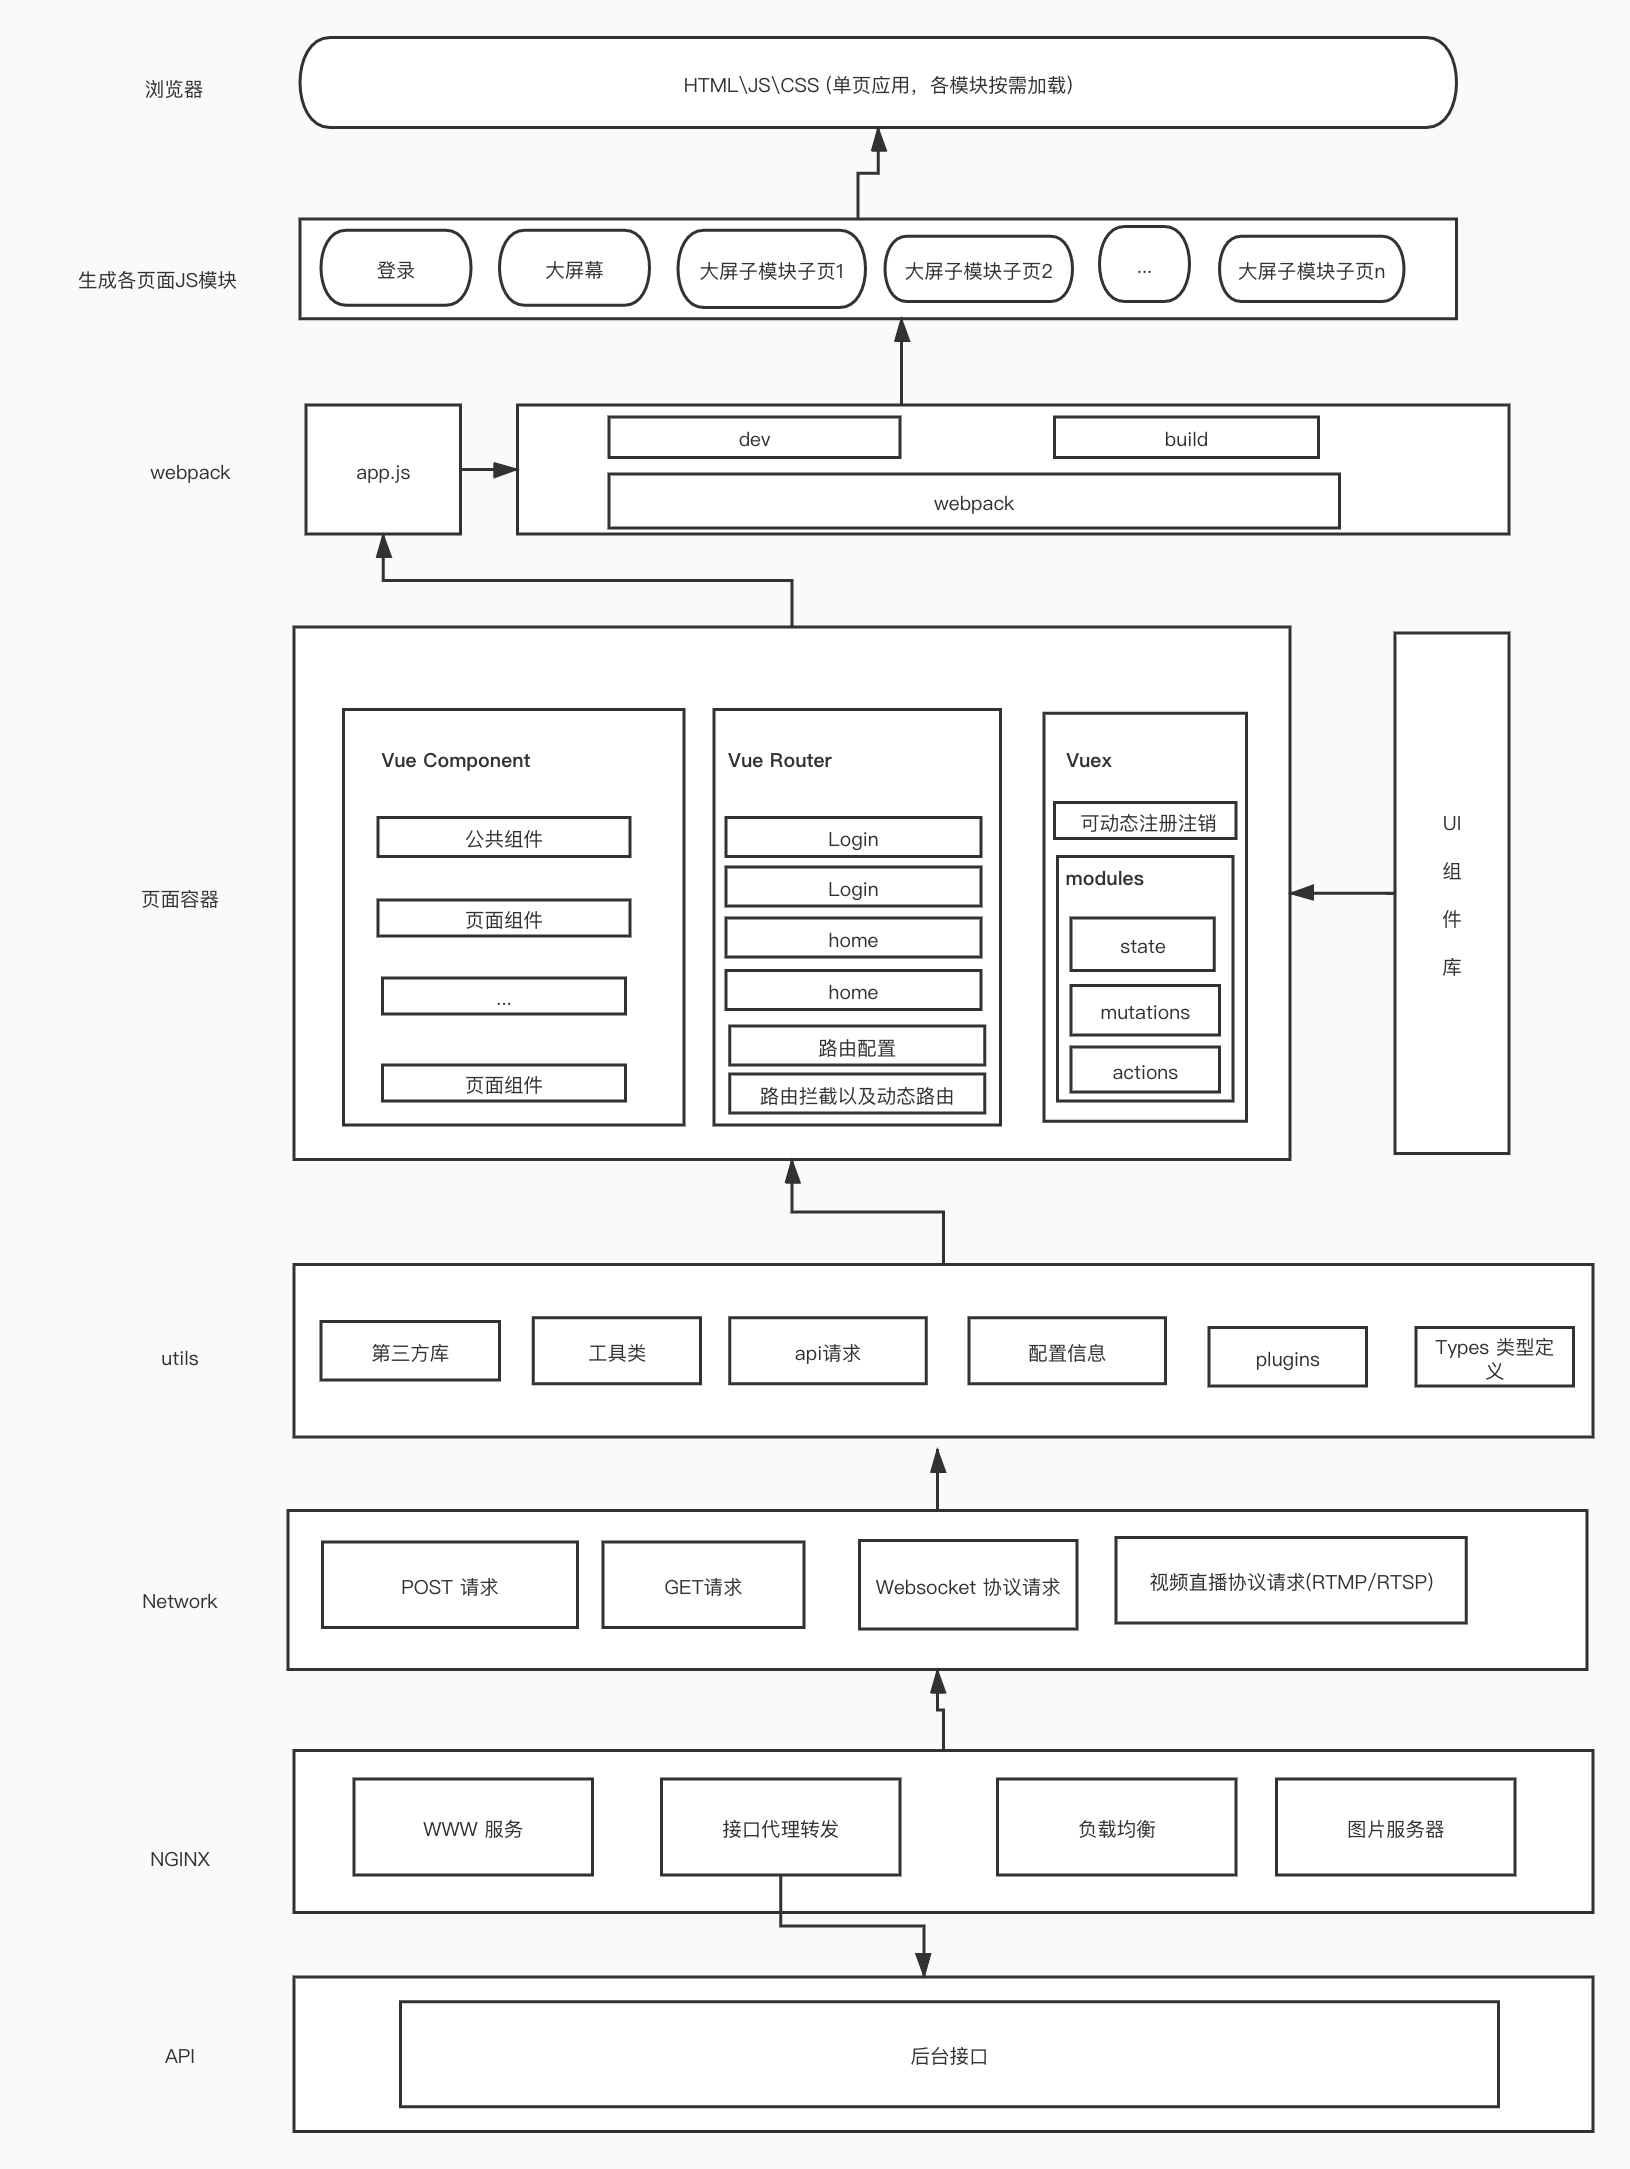 浏览器
HTML\JS\CSS (单页应用，各模块按需加载)
生成各页面JS模块
登录
大屏幕
大屏子模块子页1
大屏子模块子页2
...
大屏子模块子页n
webpack
app.js
dev
build
webpack
页面容器
Vue Component
公共组件
页面组件
...
页面组件
Vue Router
Login
Login
home
home
路由配置
路由拦截以及动态路由
Vuex
可动态注册注销
modules
state
mutations
actions
UI
组
件
库
utils
第三方库
工具类
api请求
配置信息
plugins
Types 类型定
义
Network
POST 请求
GET请求
Websocket 协议请求
视频直播协议请求(RTMP/RTSP)
NGINX
WWW 服务
接口代理转发
负载均衡
图片服务器
API
后台接口